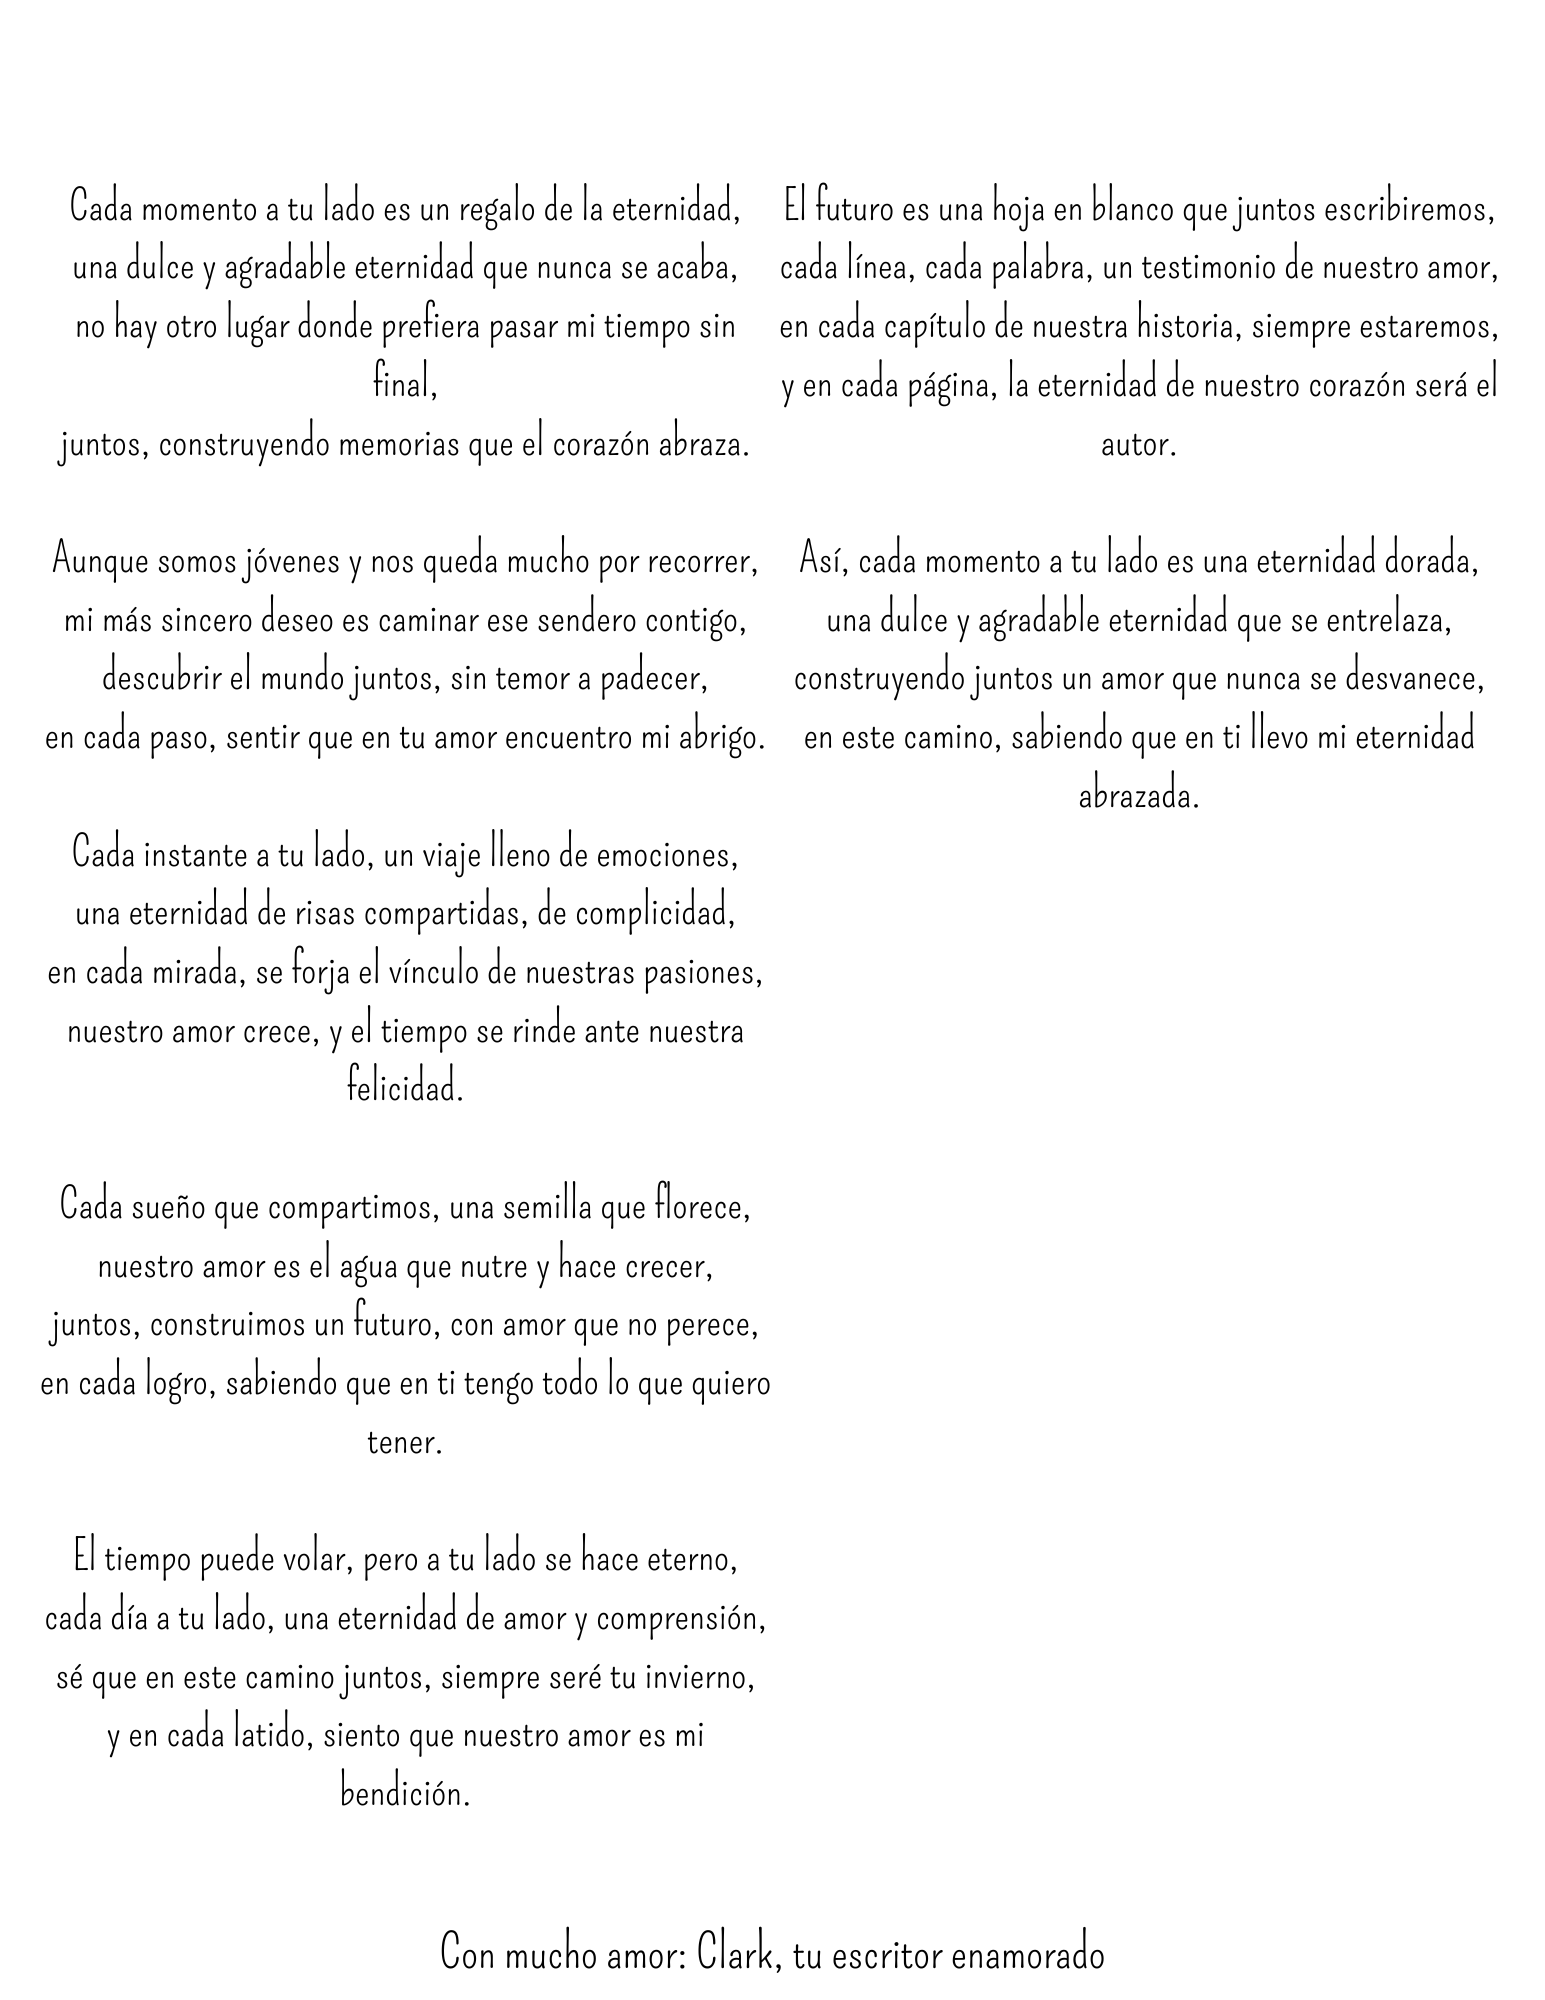 Cada momento a tu lado es un regalo de la eternidad,
una dulce y agradable eternidad que nunca se acaba,
no hay otro lugar donde prefiera pasar mi tiempo sin
final,
juntos, construyendo memorias que el corazón abraza.

Aunque somos jóvenes y nos queda mucho por recorrer,
mi más sincero deseo es caminar ese sendero contigo,
descubrir el mundo juntos, sin temor a padecer,
en cada paso, sentir que en tu amor encuentro mi abrigo.

Cada instante a tu lado, un viaje lleno de emociones,
una eternidad de risas compartidas, de complicidad,
en cada mirada, se forja el vínculo de nuestras pasiones,
nuestro amor crece, y el tiempo se rinde ante nuestra
felicidad.

Cada sueño que compartimos, una semilla que florece,
nuestro amor es el agua que nutre y hace crecer,
juntos, construimos un futuro, con amor que no perece,
en cada logro, sabiendo que en ti tengo todo lo que quiero
tener.

El tiempo puede volar, pero a tu lado se hace eterno,
cada día a tu lado, una eternidad de amor y comprensión,
sé que en este camino juntos, siempre seré tu invierno,
y en cada latido, siento que nuestro amor es mi
bendición.

El futuro es una hoja en blanco que juntos escribiremos,
cada línea, cada palabra, un testimonio de nuestro amor,
en cada capítulo de nuestra historia, siempre estaremos,
y en cada página, la eternidad de nuestro corazón será el
autor.

Así, cada momento a tu lado es una eternidad dorada,
una dulce y agradable eternidad que se entrelaza,
construyendo juntos un amor que nunca se desvanece,
en este camino, sabiendo que en ti llevo mi eternidad
abrazada.

Con mucho amor: Clark, tu escritor enamorado